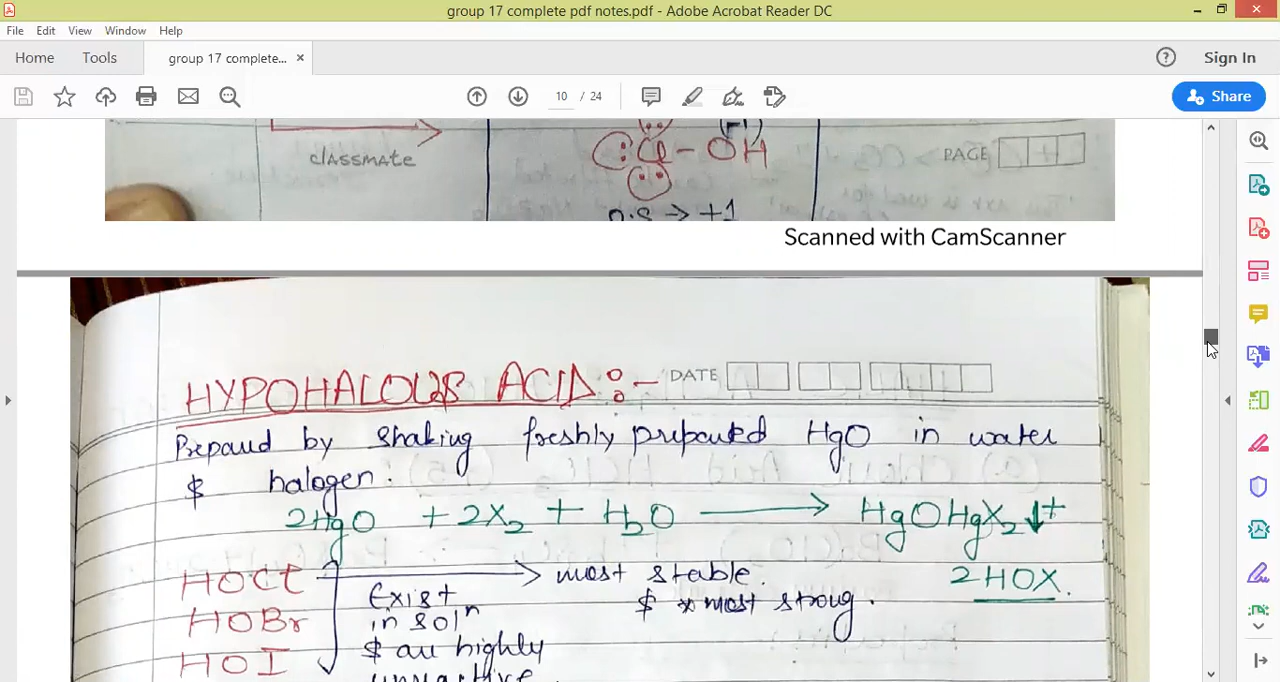 group 17 complete pdf notes.pdf - Adobe Acrobat Reader DC
File Edit View Window Help
Home Tools group 17 complete... ×
Sign In
10 / 24
Share
classmate
:Cl - OH
PAGE
O.S → +1
Scanned with CamScanner
HYPOHALOUS ACID :-
DATE
Prepared by shaking freshly prepared HgO in water
$ halogen.
2HgO + 2X₂ + H₂O → HgOHgX₂↓ +
2HOX.
HOCl → most stable.
HOBr
HOI
Exist
in solⁿ
$ are highly
$ most strong.